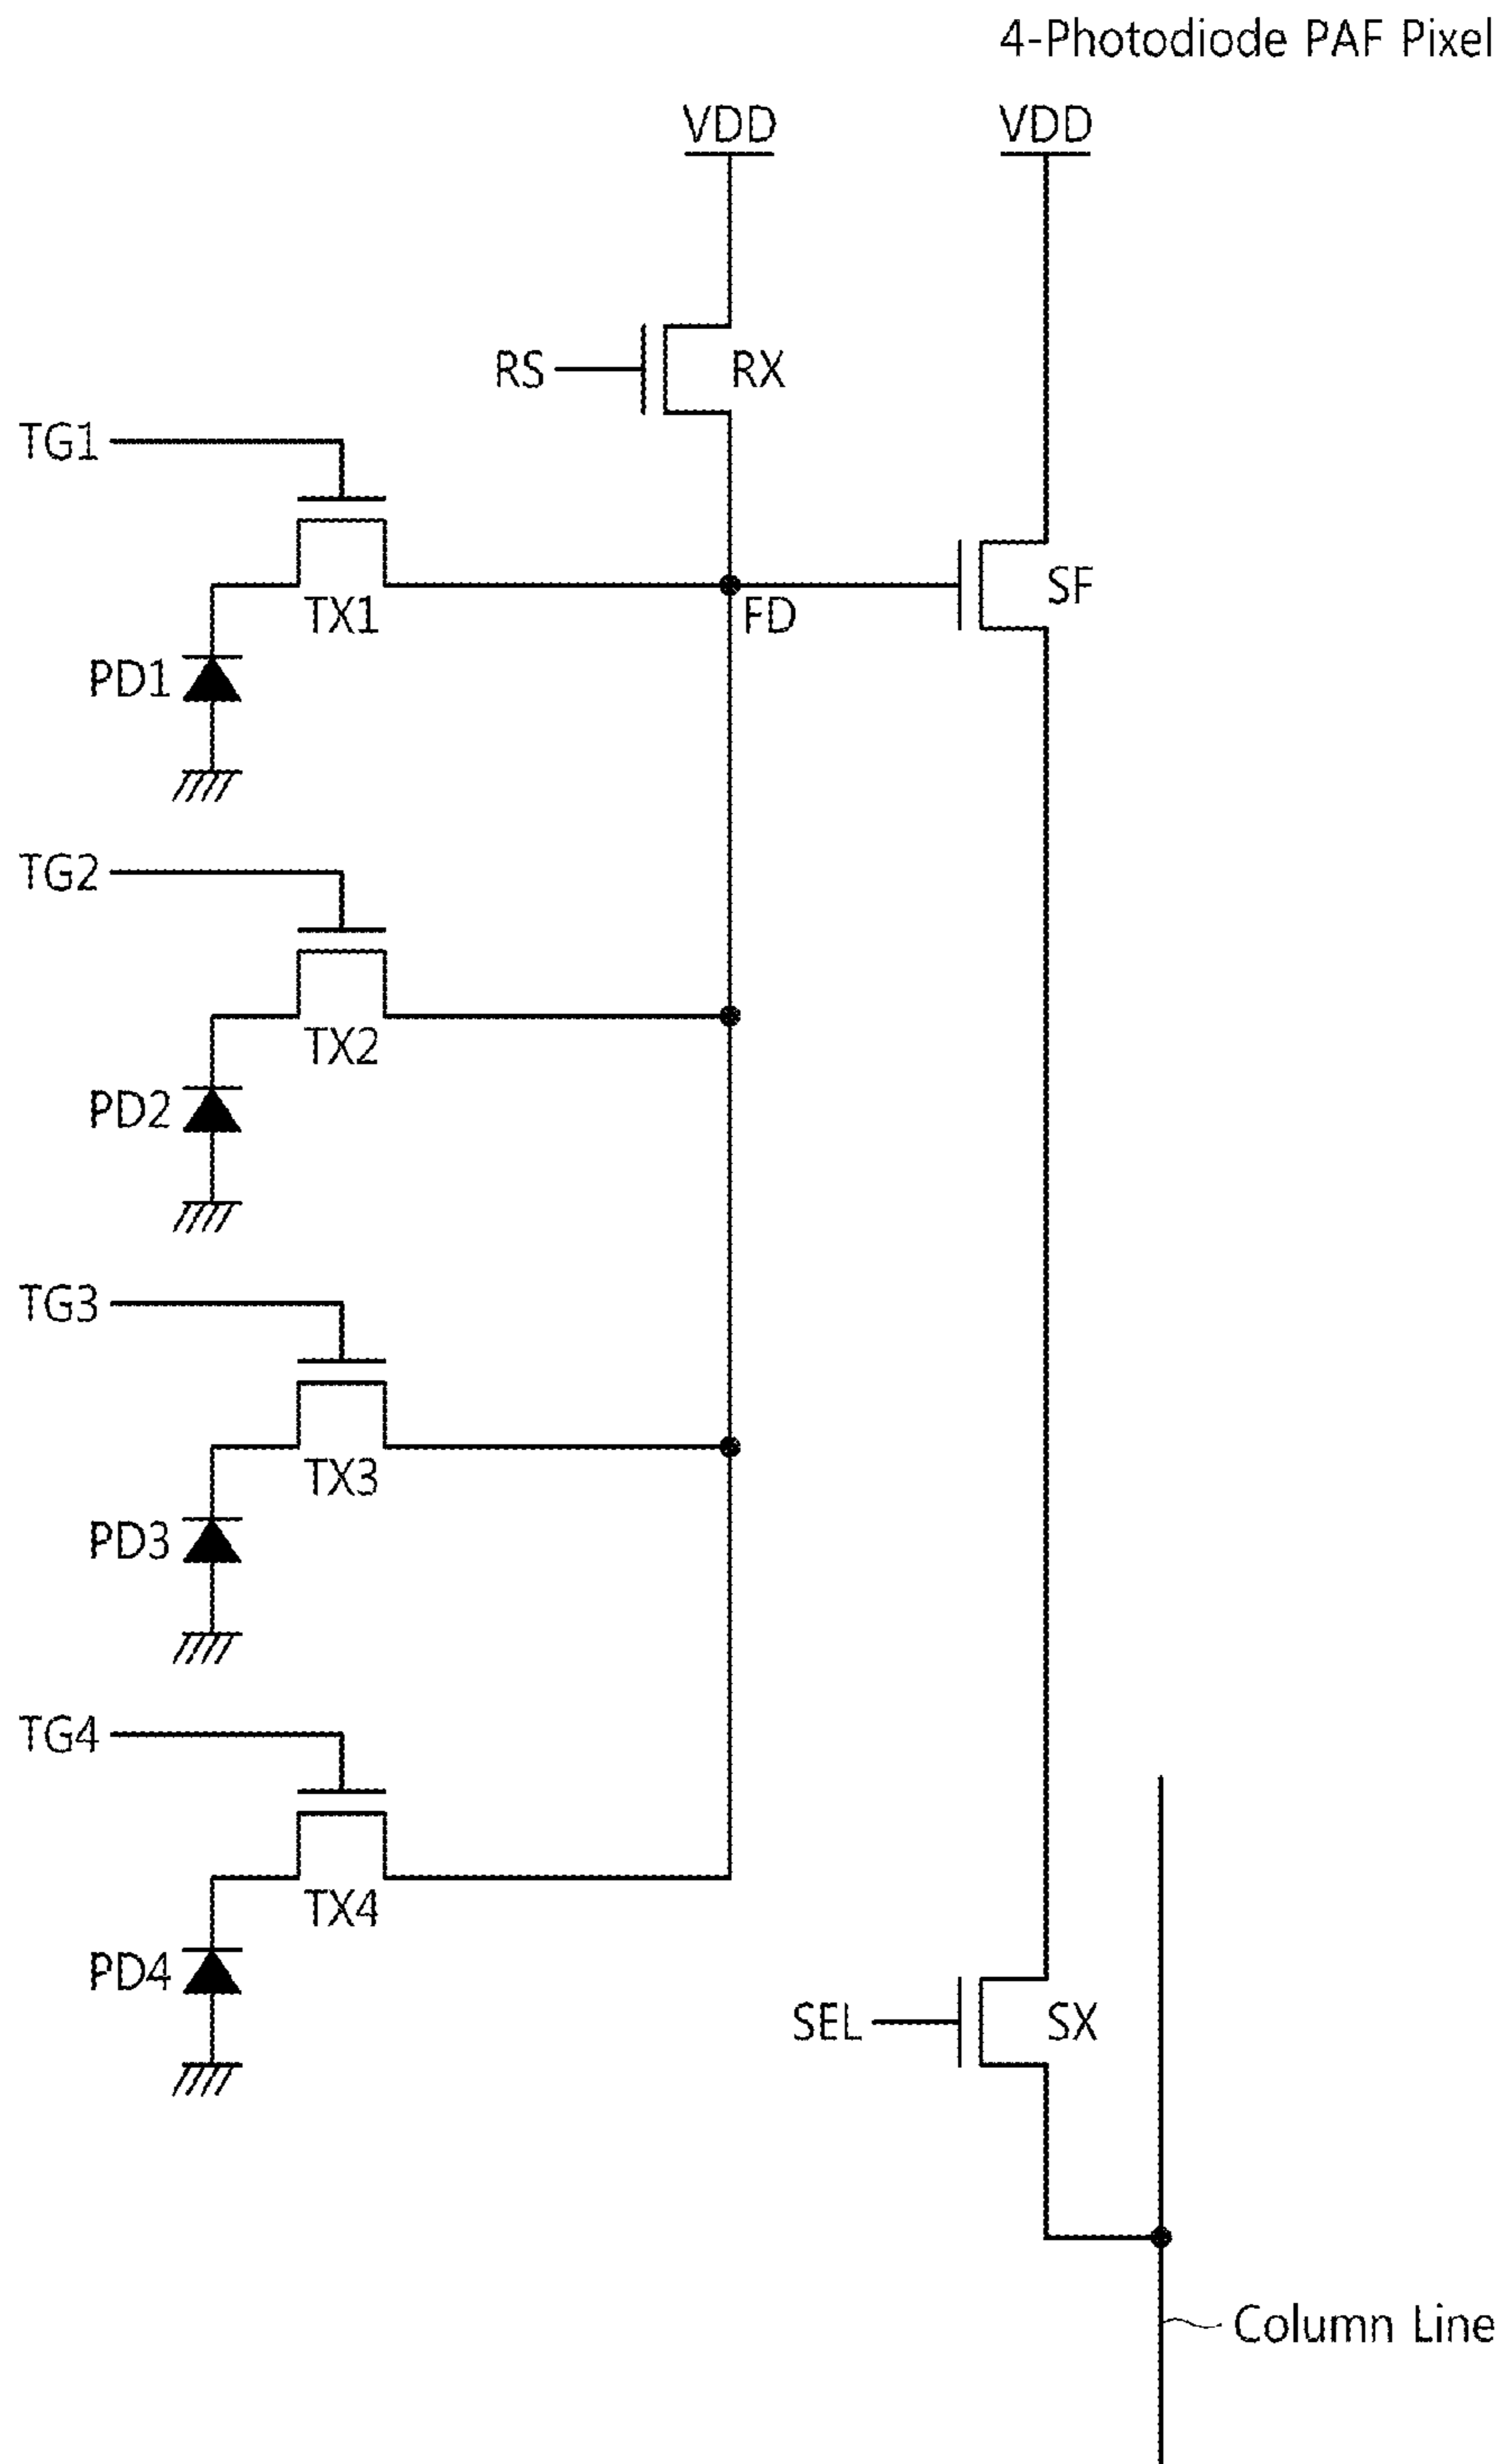 4-Photodiode PAF Pixel
VDD
VDD
RS
RX
TG1
TX1
FD
SF
PD1
TG2
TX2
PD2
TG3
TX3
PD3
TG4
TX4
PD4
SEL
SX
Column Line